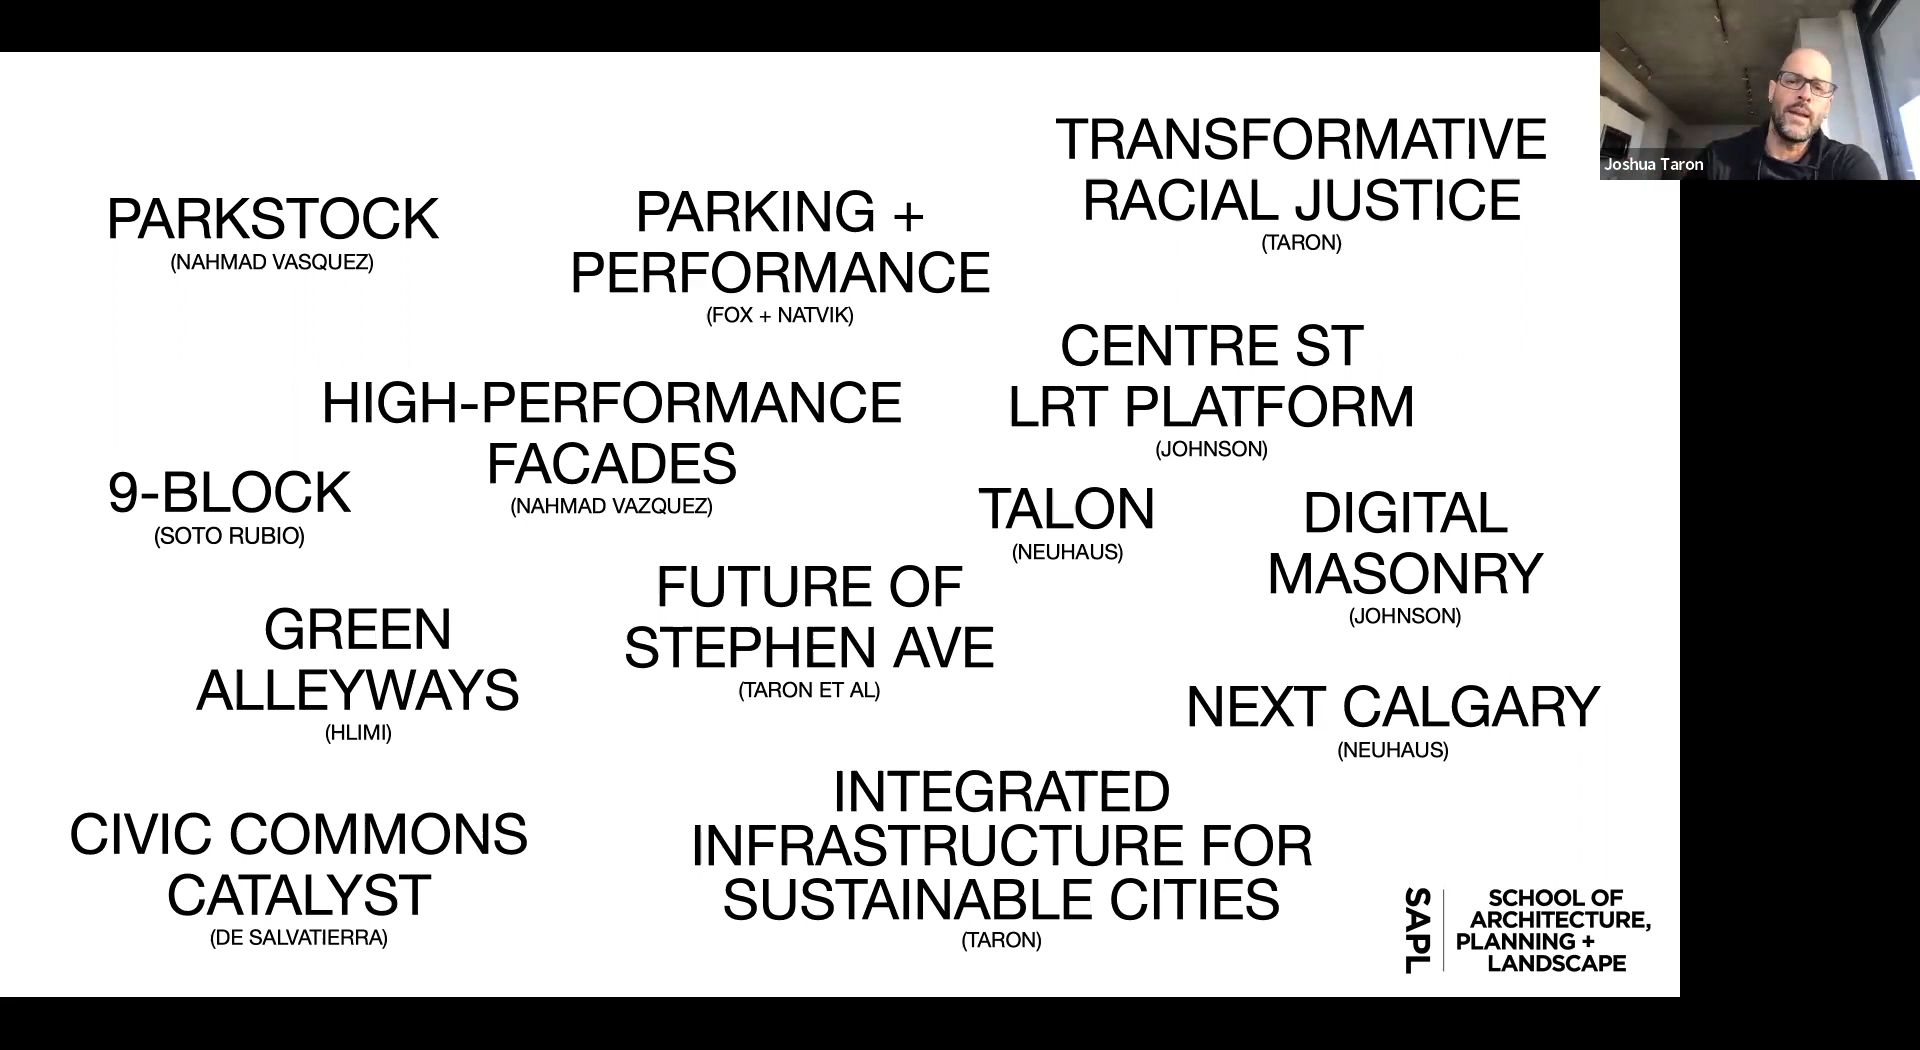 TRANSFORMATIVE
RACIAL JUSTICE
(TARON)
Joshua Taron
PARKSTOCK
(NAHMAD VASQUEZ)
PARKING +
PERFORMANCE
(FOX + NATVIK)
CENTRE ST
LRT PLATFORM
(JOHNSON)
HIGH-PERFORMANCE
FACADES
(NAHMAD VAZQUEZ)
9-BLOCK
(SOTO RUBIO)
TALON
(NEUHAUS)
DIGITAL
MASONRY
(JOHNSON)
FUTURE OF
STEPHEN AVE
(TARON ET AL)
GREEN
ALLEYWAYS
(HLIMI)
NEXT CALGARY
(NEUHAUS)
INTEGRATED
INFRASTRUCTURE FOR
SUSTAINABLE CITIES
(TARON)
CIVIC COMMONS
CATALYST
(DE SALVATIERRA)
SAPL
SCHOOL OF
ARCHITECTURE,
PLANNING +
LANDSCAPE